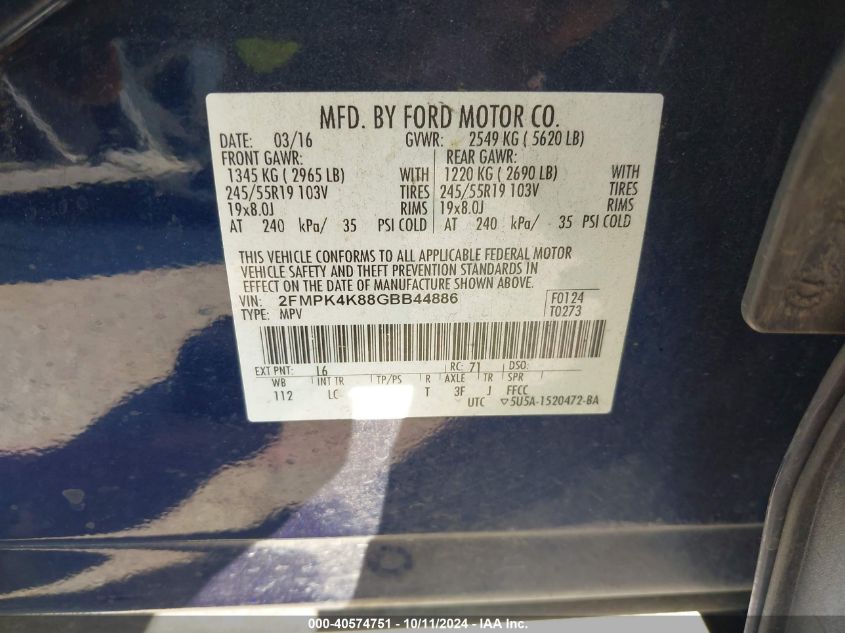 MFD. BY FORD MOTOR CO.
DATE: 03/16 GVWR: 2549 KG ( 5620 LB)
FRONT GAWR: REAR GAWR:
1345 KG ( 2965 LB) WITH 1220 KG ( 2690 LB) WITH
245/55R19 103V TIRES 245/55R19 103V TIRES
19x8.0J RIMS 19x8.0J RIMS
AT 240 kPa/ 35 PSI COLD AT 240 kPa/ 35 PSI COLD
THIS VEHICLE CONFORMS TO ALL APPLICABLE FEDERAL MOTOR
VEHICLE SAFETY AND THEFT PREVENTION STANDARDS IN
EFFECT ON THE DATE OF MANUFACTURE SHOWN ABOVE.
VIN: 2FMPK4K88GBB44886 F0124
TYPE: MPV T0273
EXT PNT: L6 RC: 71 DSO:
WB INT TR TP/PS R AXLE TR SPR
112 LC T 3F J FFCC
UTC ▽5U5A-1520472-BA
000-40574751 - 10/11/2024 - IAA Inc.